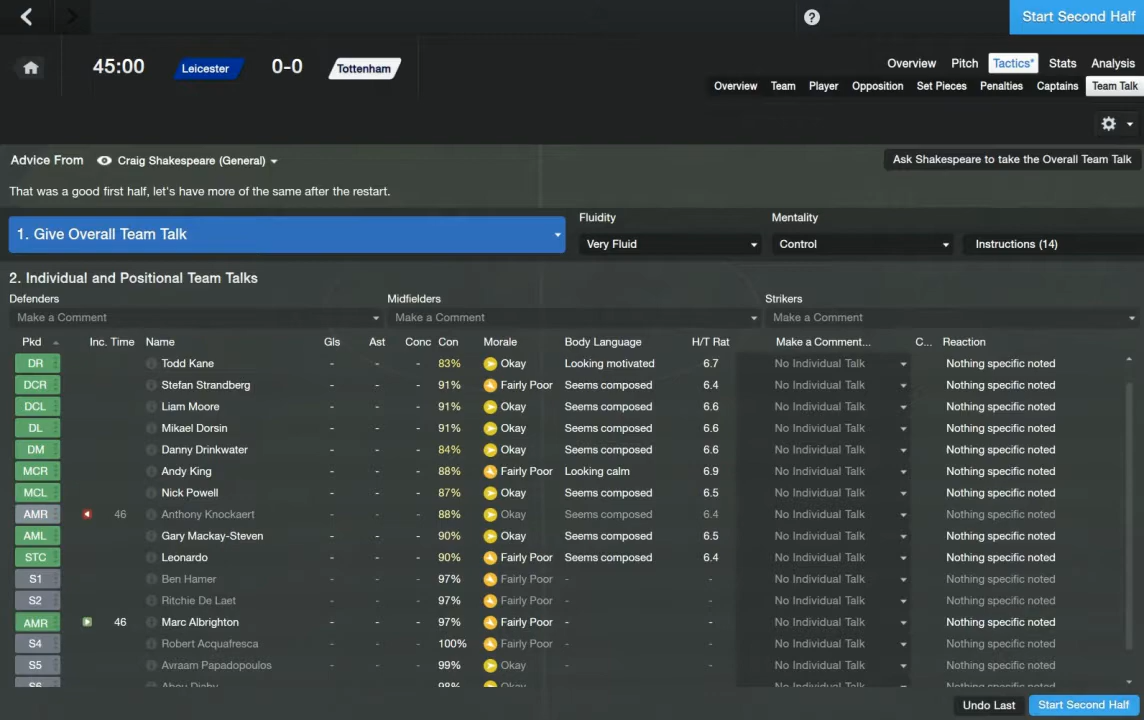 Start Second Half
45:00 Leicester 0-0 Tottenham
Overview Pitch Tactics* Stats Analysis
Overview Team Player Opposition Set Pieces Penalties Captains Team Talk
Advice From Craig Shakespeare (General)
Ask Shakespeare to take the Overall Team Talk
That was a good first half, let's have more of the same after the restart.
Fluidity Mentality
1. Give Overall Team Talk Very Fluid Control Instructions (14)
2. Individual and Positional Team Talks
Defenders Midfielders Strikers
Make a Comment Make a Comment Make a Comment
Pkd Inc. Time Name Gls Ast Conc Con Morale Body Language H/T Rat Make a Comment... C... Reaction
DR Todd Kane - - - 83% Okay Looking motivated 6.7 No Individual Talk Nothing specific noted
DCR Stefan Strandberg - - - 91% Fairly Poor Seems composed 6.4 No Individual Talk Nothing specific noted
DCL Liam Moore - - - 91% Okay Seems composed 6.6 No Individual Talk Nothing specific noted
DL Mikael Dorsin - - - 91% Okay Seems composed 6.6 No Individual Talk Nothing specific noted
DM Danny Drinkwater - - - 84% Okay Seems composed 6.6 No Individual Talk Nothing specific noted
MCR Andy King - - - 88% Fairly Poor Looking calm 6.9 No Individual Talk Nothing specific noted
MCL Nick Powell - - - 87% Okay Seems composed 6.5 No Individual Talk Nothing specific noted
AMR 46 Anthony Knockaert - - - 88% Okay Seems composed 6.4 No Individual Talk Nothing specific noted
AML Gary Mackay-Steven - - - 90% Okay Seems composed 6.5 No Individual Talk Nothing specific noted
STC Leonardo - - - 90% Fairly Poor Seems composed 6.4 No Individual Talk Nothing specific noted
S1 Ben Hamer - - - 97% Fairly Poor - - No Individual Talk Nothing specific noted
S2 Ritchie De Laet - - - 97% Fairly Poor - - No Individual Talk Nothing specific noted
AMR 46 Marc Albrighton - - - 97% Fairly Poor - - No Individual Talk Nothing specific noted
S4 Robert Acquafresca - - - 100% Fairly Poor - - No Individual Talk Nothing specific noted
S5 Avraam Papadopoulos - - - 99% Okay - - No Individual Talk Nothing specific noted
S6 Abou Diaby - - - 98% Okay - - No Individual Talk Nothing specific noted
Undo Last Start Second Half